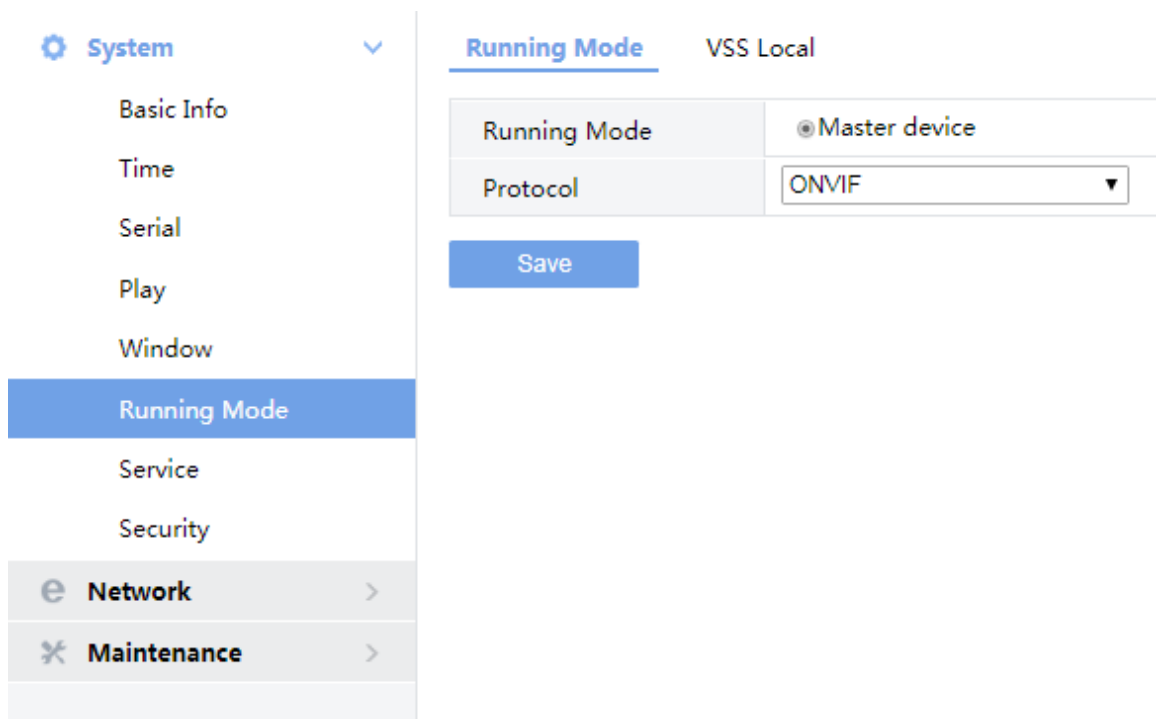 System
Basic Info
Time
Serial
Play
Window
Running Mode
Service
Security
Network
Maintenance
Running Mode VSS Local
Running Mode Master device
Protocol ONVIF
Save